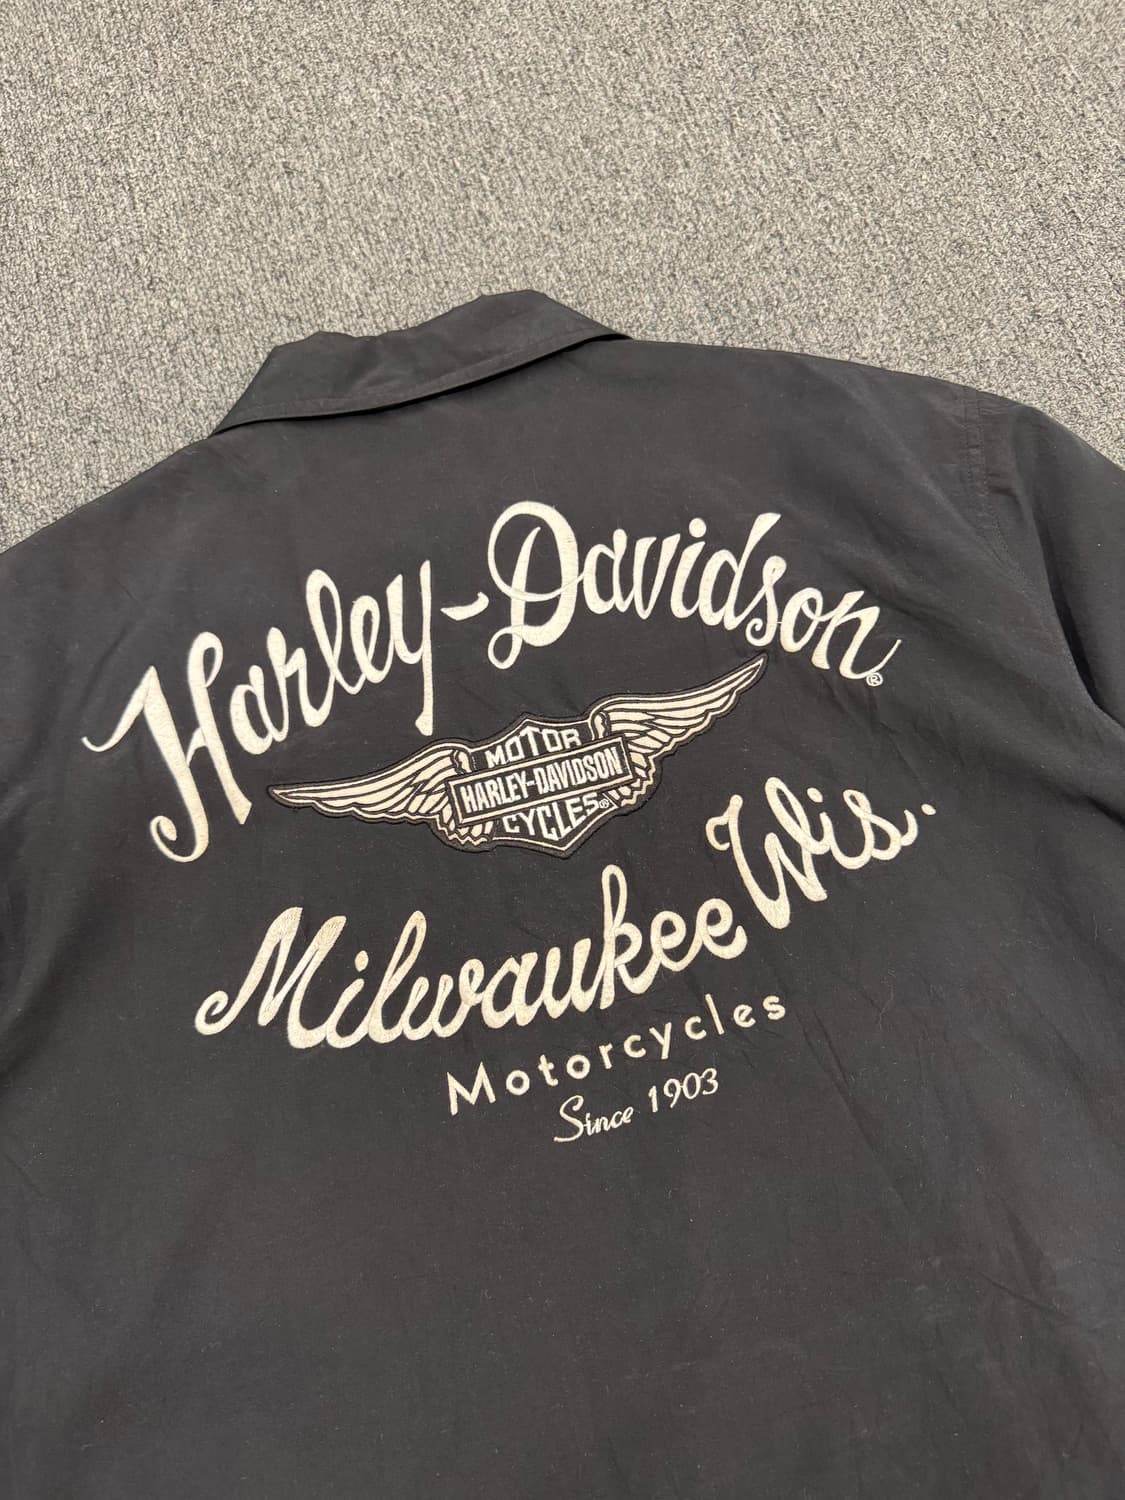 Harley-Davidson®
MOTOR
HARLEY-DAVIDSON
CYCLES®
Milwaukee Wis.
Motorcycles
Since 1903